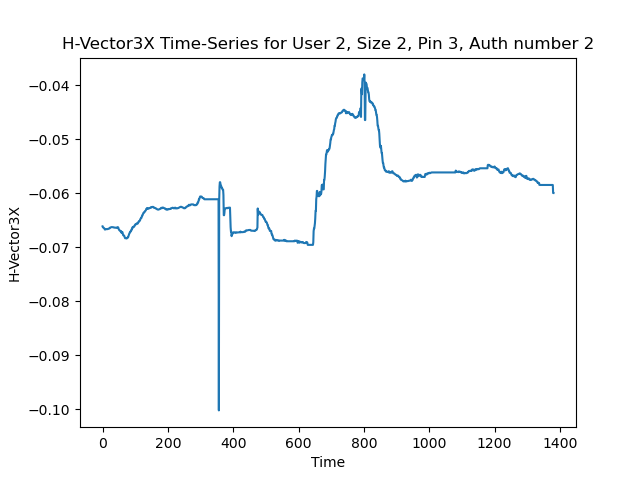 H-Vector3X Time-Series for User 2, Size 2, Pin 3, Auth number 2
−0.04
−0.05
−0.06
−0.07
−0.08
−0.09
−0.10
H-Vector3X
0 200 400 600 800 1000 1200 1400
Time